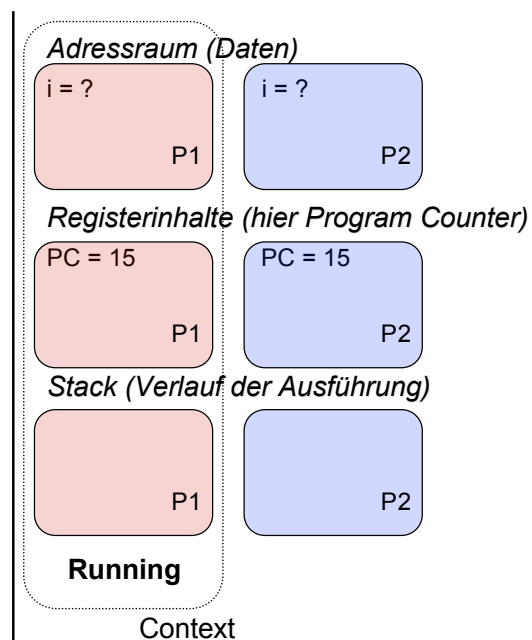 Adressraum (Daten)
i = ?
i = ?
P1
P2
Registerinhalte (hier Program Counter)
PC = 15
PC = 15
P1
P2
Stack (Verlauf der Ausführung)
P1
P2
Running
Context